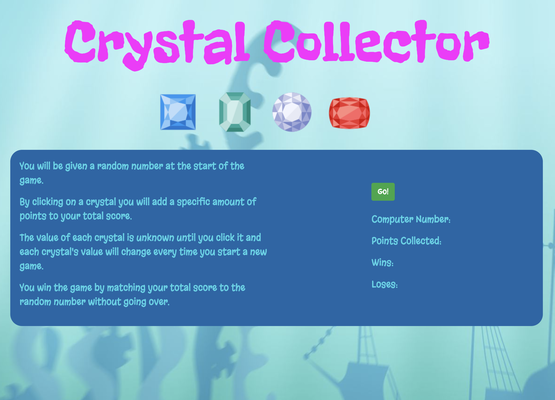 Crystal Collector
You will be given a random number at the start of the
game.
By clicking on a crystal you will add a specific amount of
points to your total score.
The value of each crystal is unknown until you click it and
each crystal's value will change every time you start a new
game.
You win the game by matching your total score to the
random number without going over.
Go!
Computer Number:
Points Collected:
Wins:
Loses: